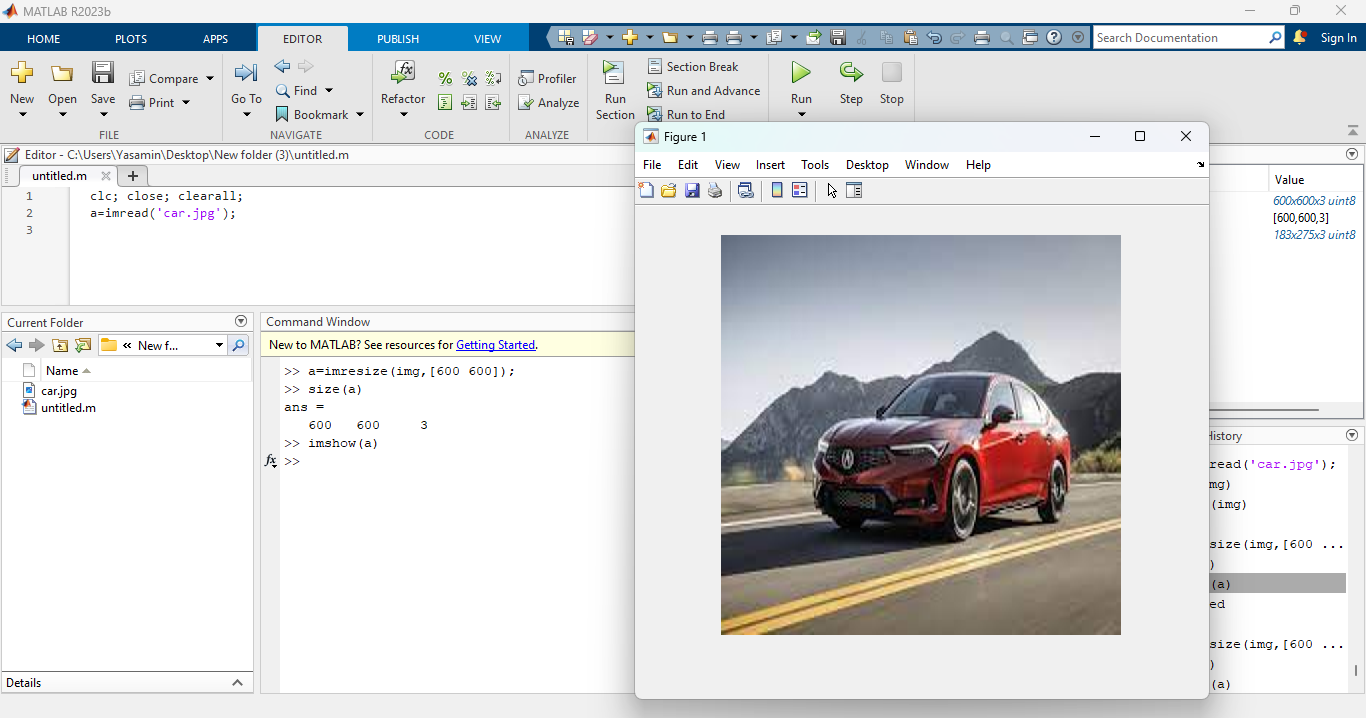 MATLAB R2023b
HOME PLOTS APPS EDITOR PUBLISH VIEW
Search Documentation
Sign In
New Open Save
Compare
Print
FILE
Go To
Find
Bookmark
NAVIGATE
Refactor
CODE
Profiler
Analyze
ANALYZE
Run Section
Section Break
Run and Advance
Run to End
Run Step Stop
Editor - C:\Users\Yasamin\Desktop\New folder (3)\untitled.m
untitled.m
1 clc; close; clearall;
2 a=imread('car.jpg');
3
Current Folder
« New f...
Name
car.jpg
untitled.m
Details
Command Window
New to MATLAB? See resources for Getting Started.
>> a=imresize(img,[600 600]);
>> size(a)
ans =
600 600 3
>> imshow(a)
fx >>
Figure 1
File Edit View Insert Tools Desktop Window Help
Value
600x600x3 uint8
[600,600,3]
183x275x3 uint8
History
read('car.jpg');
mg)
(img)
size(img,[600 ...
)
(a)
ed
size(img,[600 ...
)
(a)